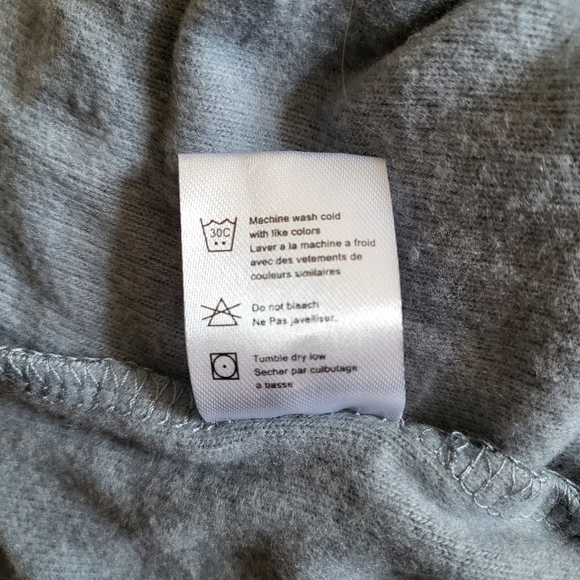 30C
Machine wash cold
with like colors
Laver a la machine a froid
avec des vetements de
couleurs similaires
Do not bleach
Ne Pas javelliser.
Tumble dry low
Secher par culbutage
a basse